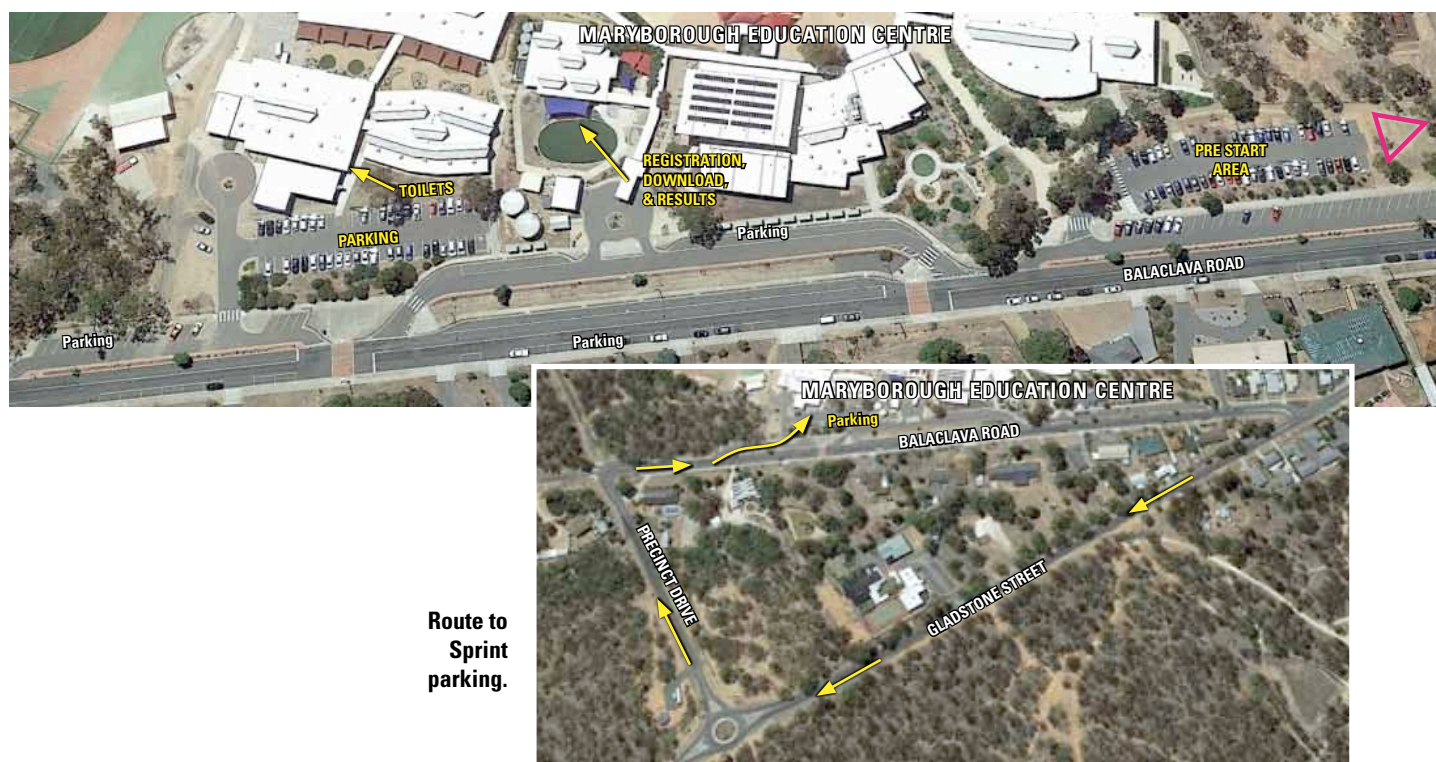 MARYBOROUGH EDUCATION CENTRE
REGISTRATION,
DOWNLOAD,
& RESULTS
PRE START
AREA
TOILETS
PARKING
Parking
BALACLAVA ROAD
Parking
Parking
MARYBOROUGH EDUCATION CENTRE
Parking
BALACLAVA ROAD
PRECINCT DRIVE
GLADSTONE STREET
Route to
Sprint
parking.